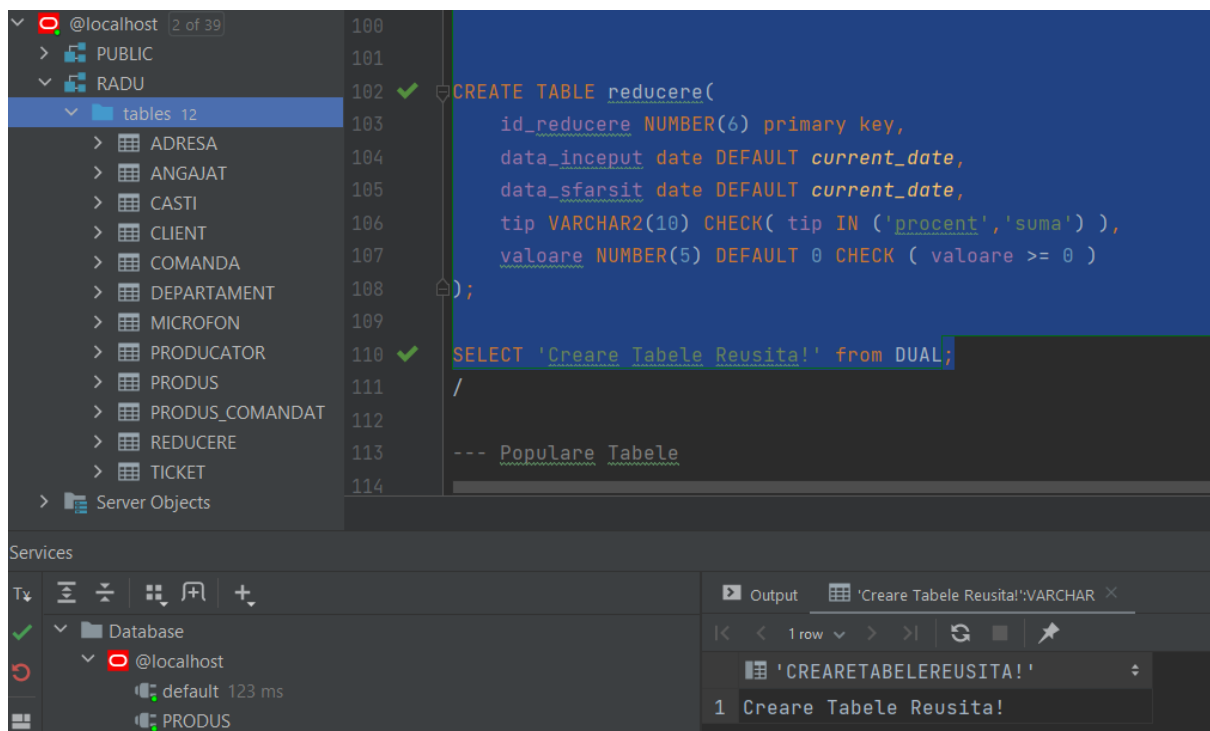 @localhost 2 of 39
PUBLIC
RADU
tables 12
ADRESA
ANGAJAT
CASTI
CLIENT
COMANDA
DEPARTAMENT
MICROFON
PRODUCATOR
PRODUS
PRODUS_COMANDAT
REDUCERE
TICKET
Server Objects
100
101
102 CREATE TABLE reducere(
103 id_reducere NUMBER(6) primary key,
104 data_inceput date DEFAULT current_date,
105 data_sfarsit date DEFAULT current_date,
106 tip VARCHAR2(10) CHECK( tip IN ('procent','suma') ),
107 valoare NUMBER(5) DEFAULT 0 CHECK ( valoare >= 0 )
108 );
109
110 SELECT 'Creare Tabele Reusita!' from DUAL;
111 /
112
113 --- Populare Tabele
114
Services
Tx
Database
@localhost
default 123 ms
PRODUS
Output 'Creare Tabele Reusita!':VARCHAR
1 row
'CREARETABELEREUSITA!'
1 Creare Tabele Reusita!